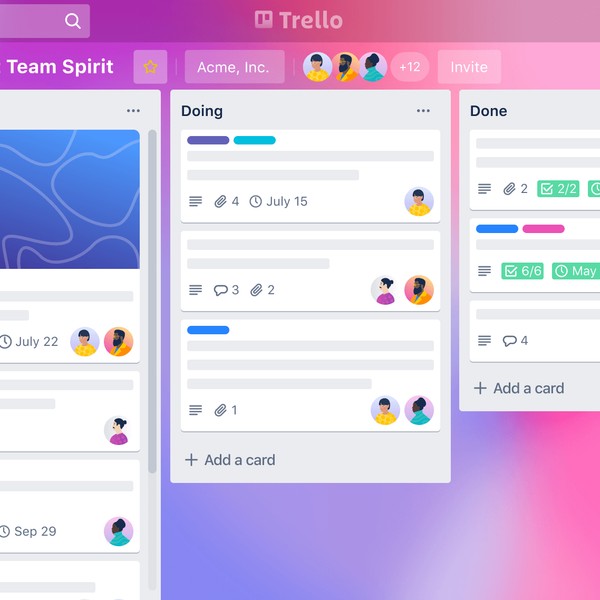 Trello
: Team Spirit
Acme, Inc.
+12
Invite
July 22
Sep 29
Doing
4 July 15
3 2
1
+ Add a card
Done
2 2/2
6/6 May
4
+ Add a card